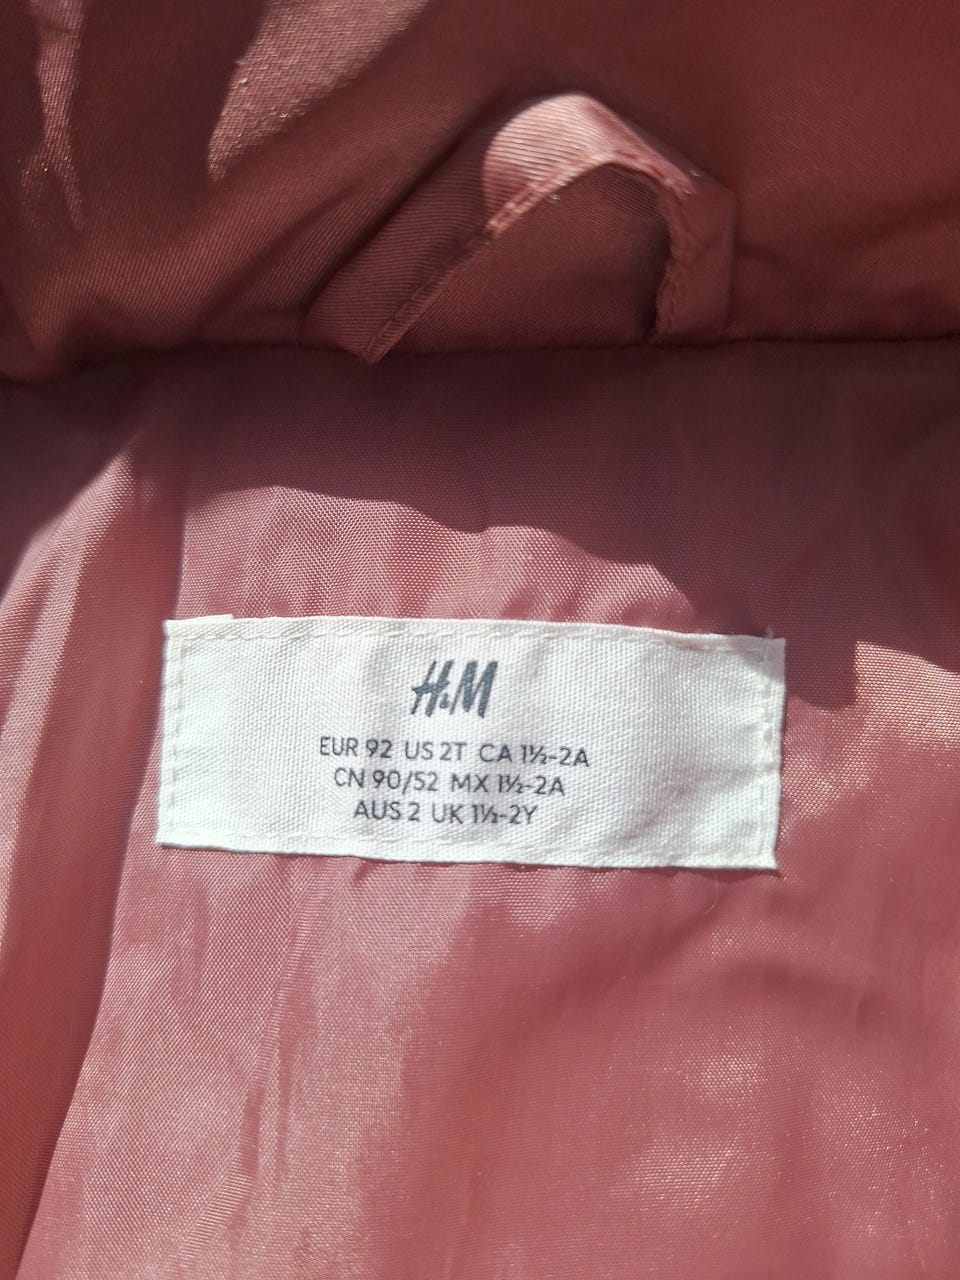 H&M
EUR 92 US 2T CA 1½-2A
CN 90/52 MX 1½-2A
AUS 2 UK 1½-2Y